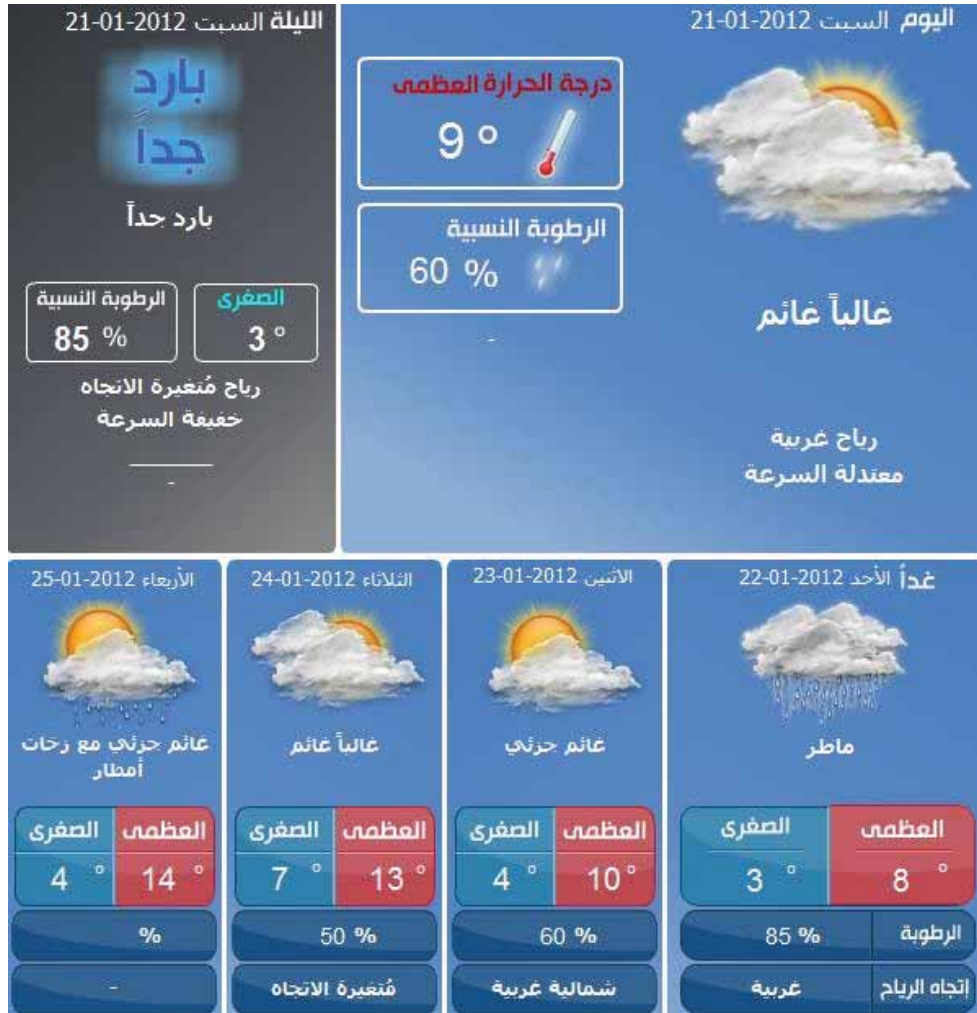 اليوم السبت 2012-01-21
درجة الحرارة العظمى
9 °
الرطوبة النسبية
60 %
-
غالباً غائم
رياح غربية
معتدلة السرعة
الليلة السبت 2012-01-21
بارد
جداً
بارد جداً
الصغرى
3 °
الرطوبة النسبية
85 %
رياح مُتغيرة الاتجاه
خفيفة السرعة
-
غداً الأحد 2012-01-22
ماطر
العظمى الصغرى
8 ° 3 °
الرطوبة 85 %
إتجاه الرياح غربية
الاثنين 2012-01-23
غائم جزئي
العظمى الصغرى
10 ° 4 °
60 %
شمالية غربية
الثلاثاء 2012-01-24
غالباً غائم
العظمى الصغرى
13 ° 7 °
50 %
مُتغيرة الاتجاه
الأربعاء 2012-01-25
غائم جزئي مع زخات
أمطار
العظمى الصغرى
14 ° 4 °
%
-